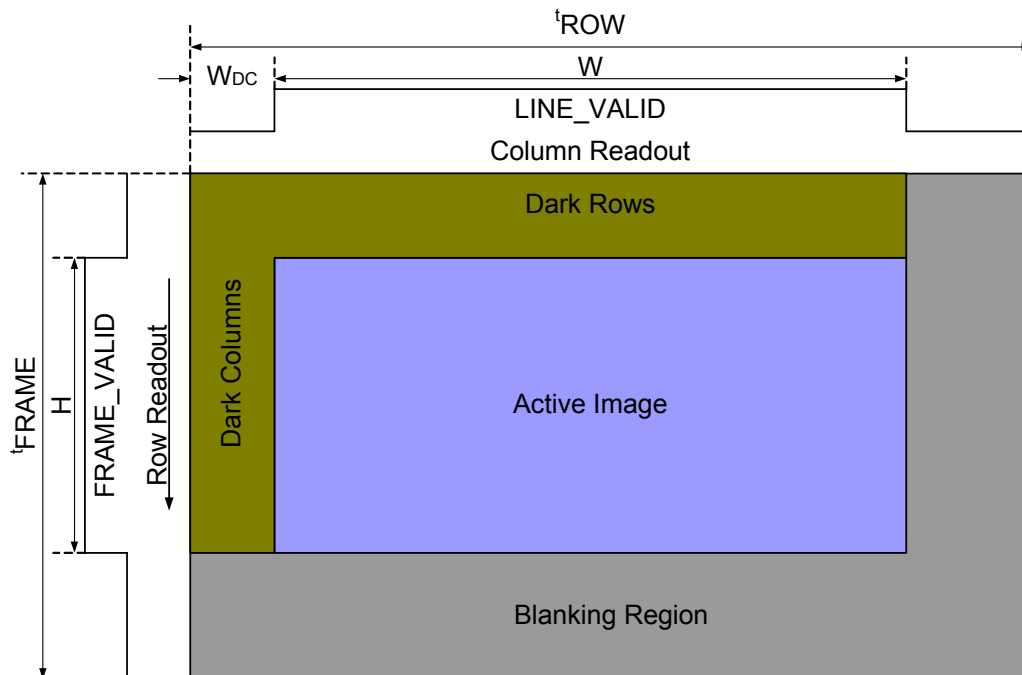 tROW
WDC
W
LINE_VALID
Column Readout
Dark Rows
tFRAME
H
FRAME_VALID
Row Readout
Dark Columns
Active Image
Blanking Region